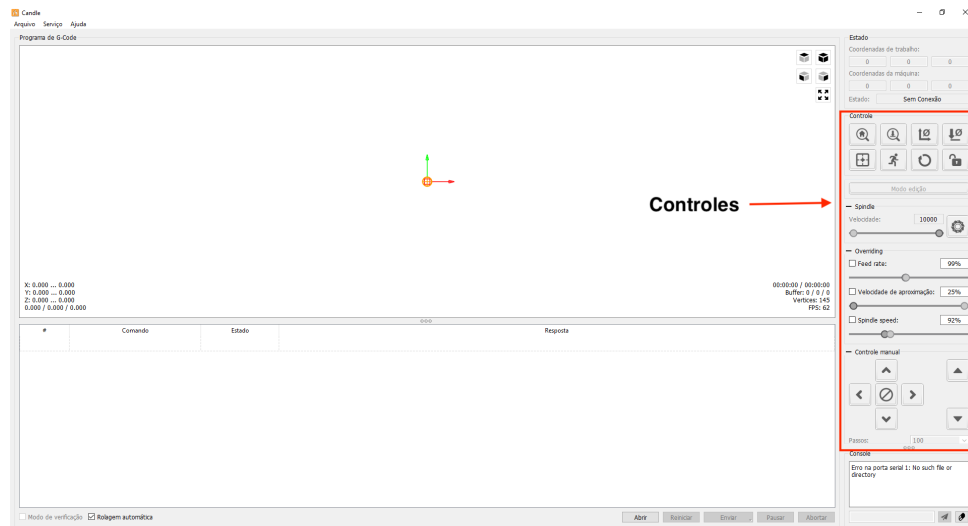 Candle
Arquivo Serviço Ajuda
Programa de G-Code
X: 0.000 ... 0.000
Y: 0.000 ... 0.000
Z: 0.000 ... 0.000
0.000 / 0.000 / 0.000
00:00:00 / 00:00:00
Buffer: 0 / 0 / 0
Vertices: 145
FPS: 62
Controles
# Comando Estado Resposta
Modo de verificação Rolagem automática
Abrir Reiniciar Enviar Pausar Abortar
Estado
Coordenadas de trabalho:
0 0 0
Coordenadas da máquina:
0 0 0
Estado: Sem Conexão
Controle
Modo edição
Spindle
Velocidade: 10000
Overriding
Feed rate: 99%
Velocidade de aproximação: 25%
Spindle speed: 92%
Controle manual
Passos: 100
Console
Erro na porta serial 1: No such file or
directory